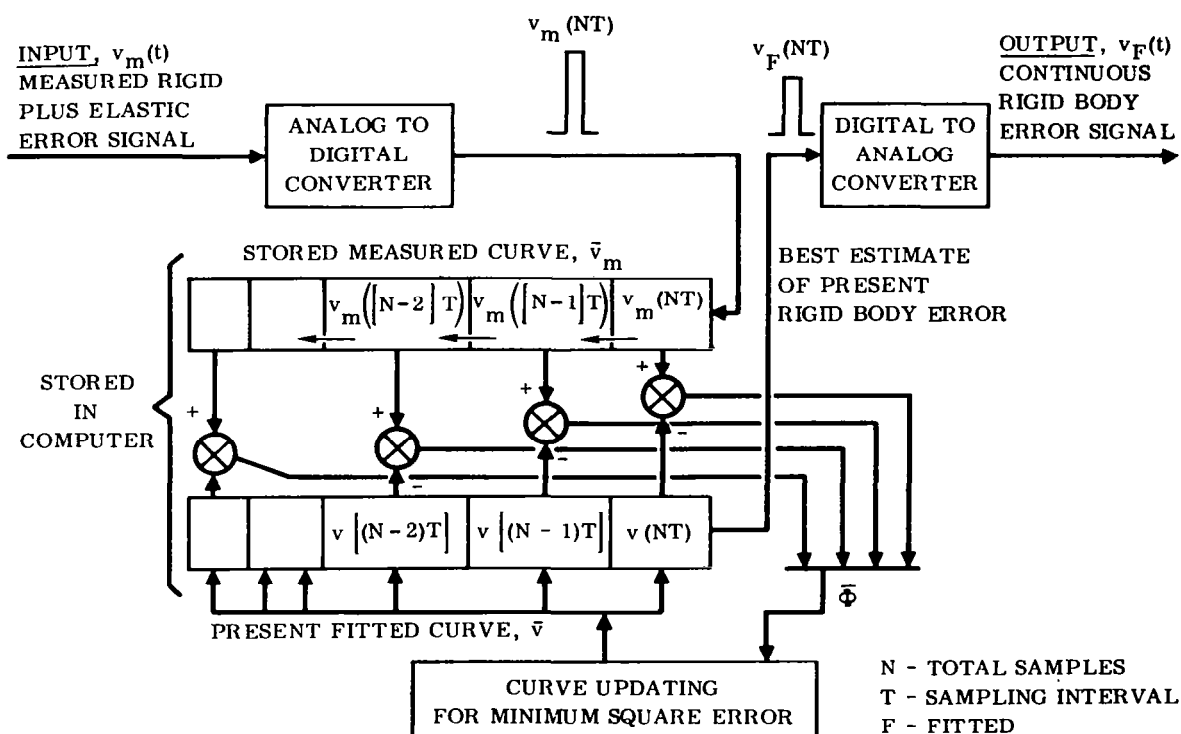 INPUT, v_m(t)
MEASURED RIGID
PLUS ELASTIC
ERROR SIGNAL
ANALOG TO
DIGITAL
CONVERTER
v_m(NT)
v_F(NT)
DIGITAL TO
ANALOG
CONVERTER
OUTPUT, v_F(t)
CONTINUOUS
RIGID BODY
ERROR SIGNAL
STORED MEASURED CURVE, v̄_m
v_m([N-2]T) v_m([N-1]T) v_m(NT)
BEST ESTIMATE
OF PRESENT
RIGID BODY ERROR
STORED
IN
COMPUTER
+ + + +
- - -
v[(N-2)T] v[(N - 1)T] v(NT)
PRESENT FITTED CURVE, v̄
Φ̄
CURVE UPDATING
FOR MINIMUM SQUARE ERROR
N - TOTAL SAMPLES
T - SAMPLING INTERVAL
F - FITTED